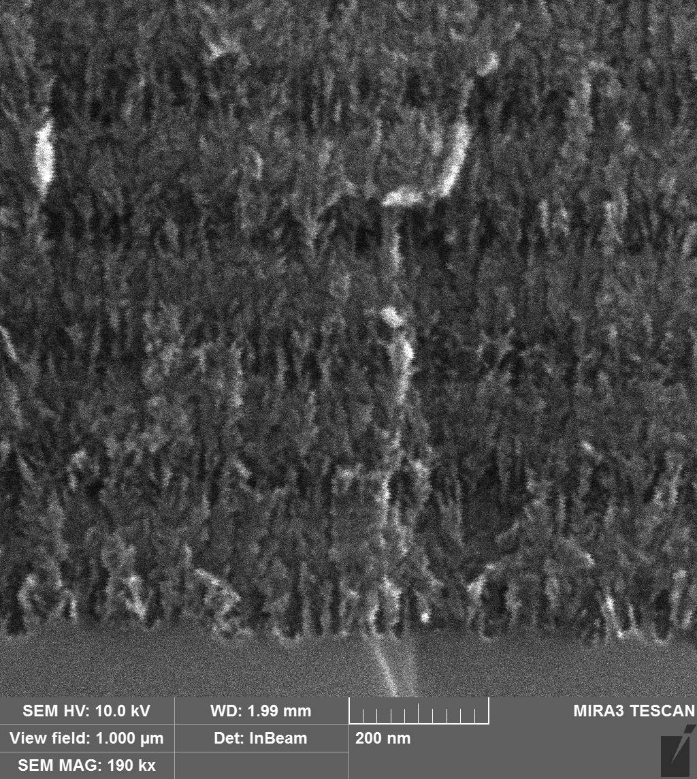 SEM HV: 10.0 kV WD: 1.99 mm MIRA3 TESCAN
View field: 1.000 µm Det: InBeam 200 nm
SEM MAG: 190 kx